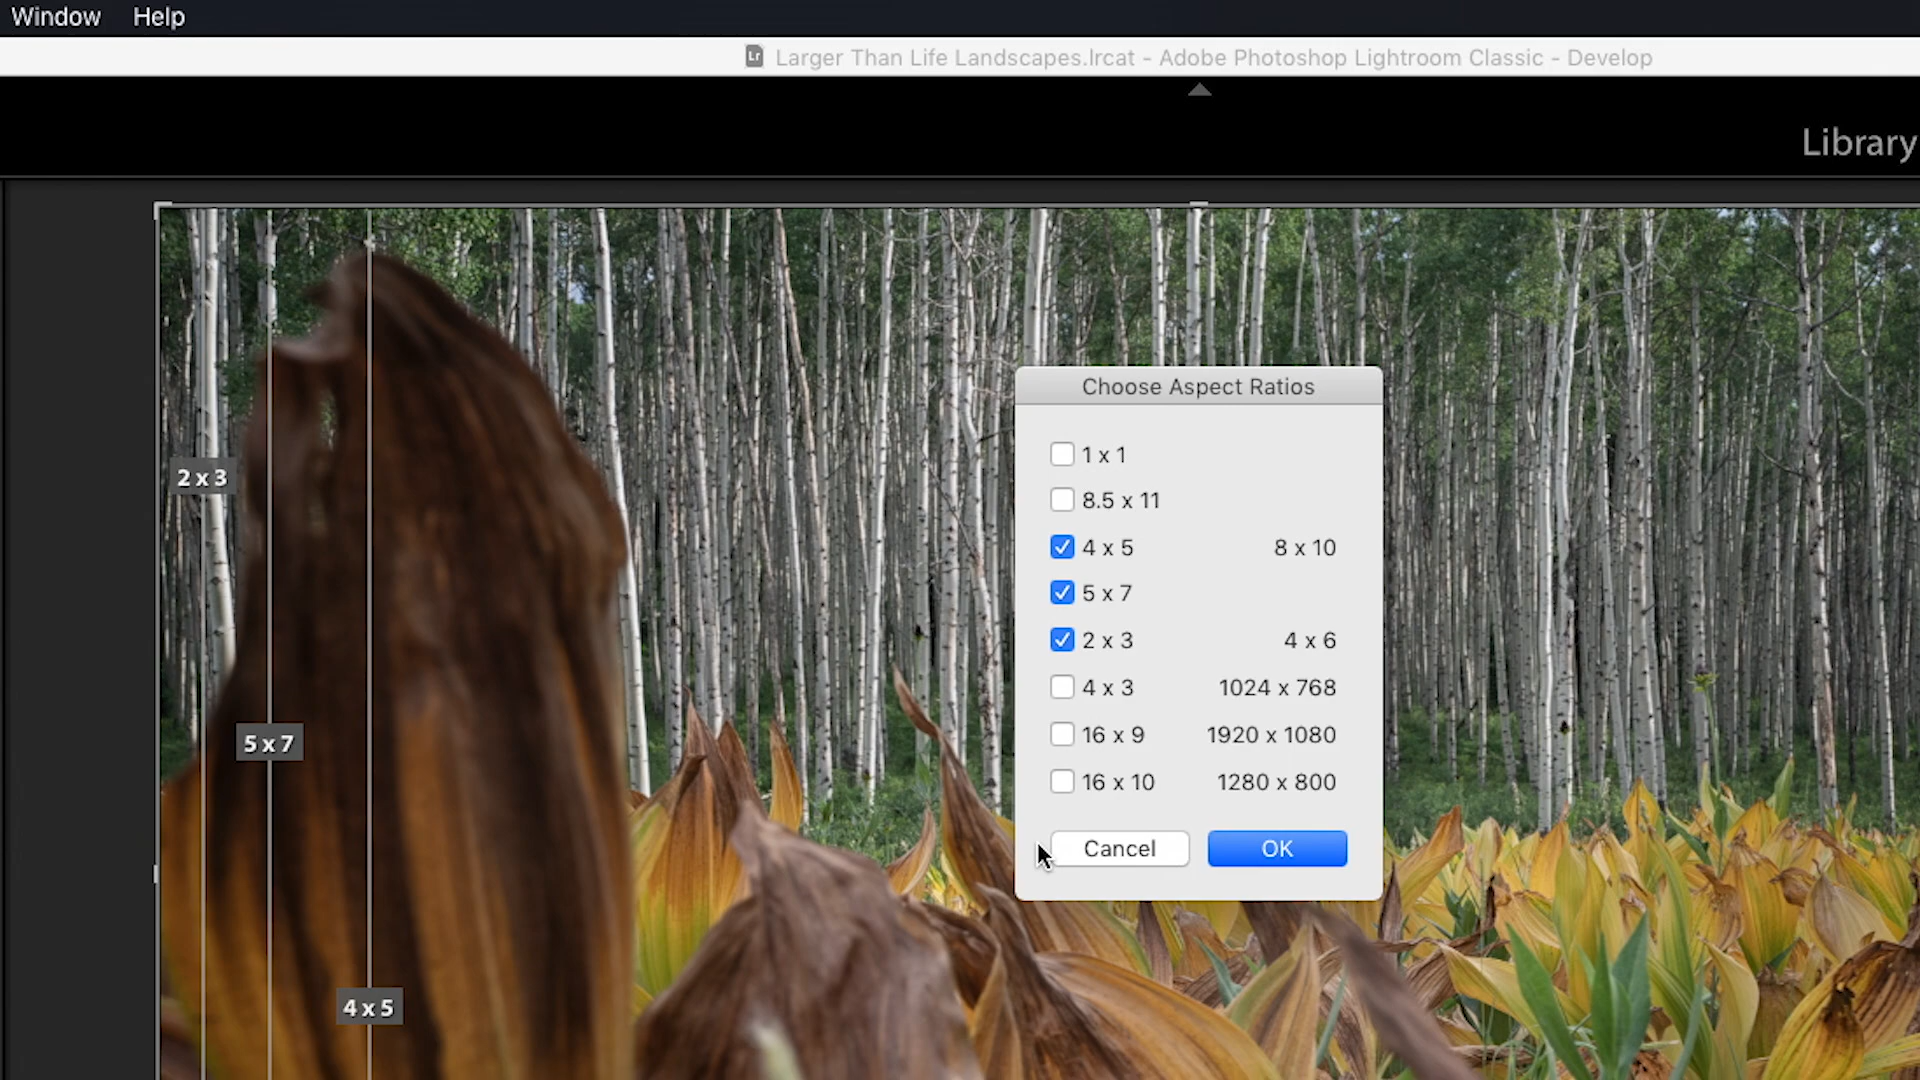 Window Help
Lr Larger Than Life Landscapes.lrcat - Adobe Photoshop Lightroom Classic - Develop
Library
Choose Aspect Ratios
1 x 1
8.5 x 11
4 x 5 8 x 10
5 x 7
2 x 3 4 x 6
4 x 3 1024 x 768
16 x 9 1920 x 1080
16 x 10 1280 x 800
Cancel OK
2 x 3
5 x 7
4 x 5